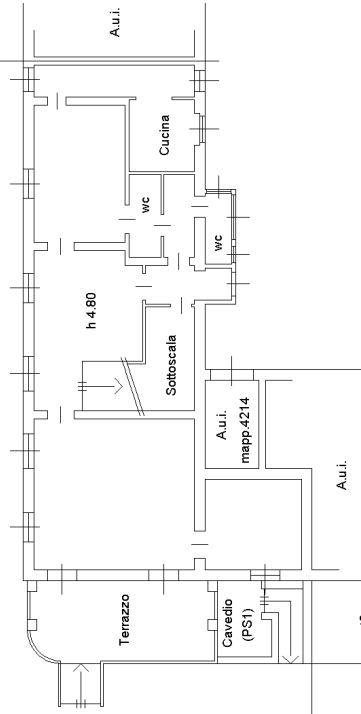 A.u.i.
Cucina
wc
wc
h 4.80
Sottoscala
A.u.i.
mapp.4214
A.u.i.
Terrazzo
Cavedio
(PS1)